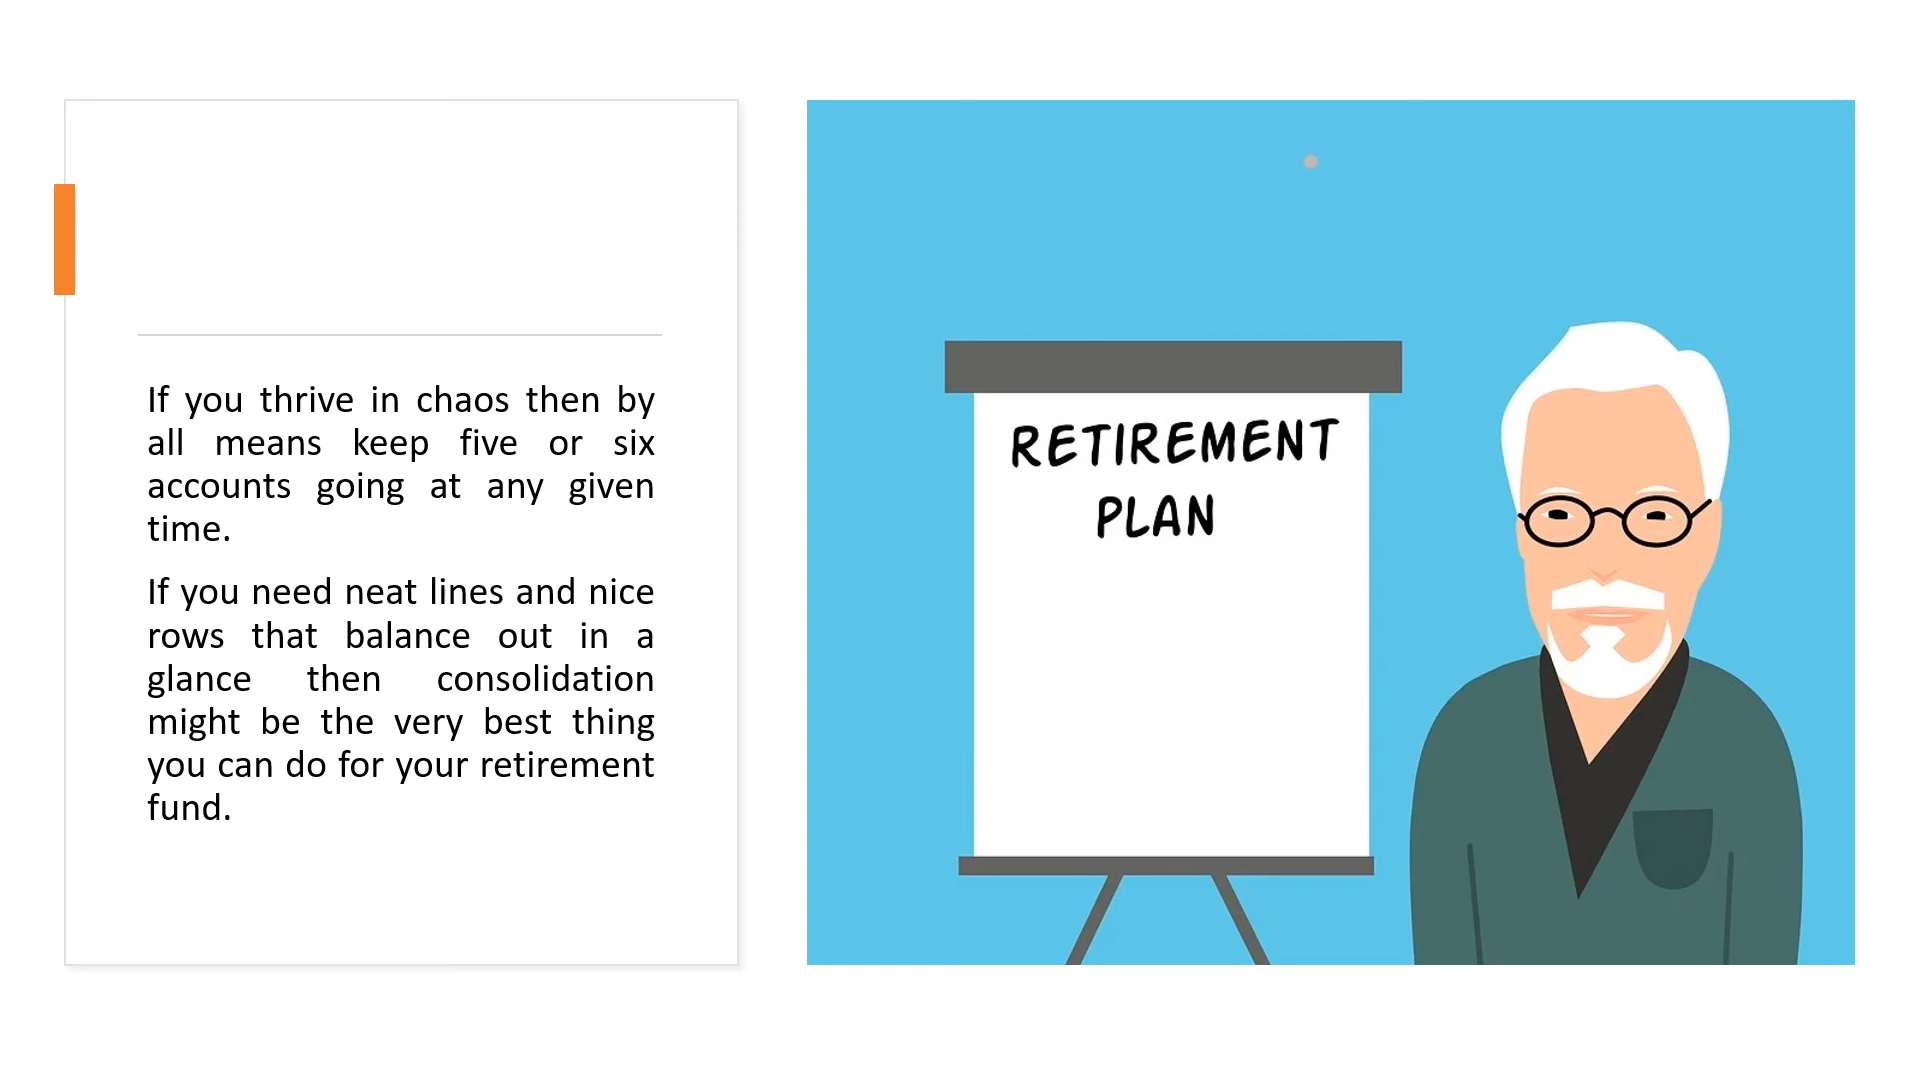 If you thrive in chaos then by
all means keep five or six
accounts going at any given
time.
If you need neat lines and nice
rows that balance out in a
glance then consolidation
might be the very best thing
you can do for your retirement
fund.
RETIREMENT
PLAN